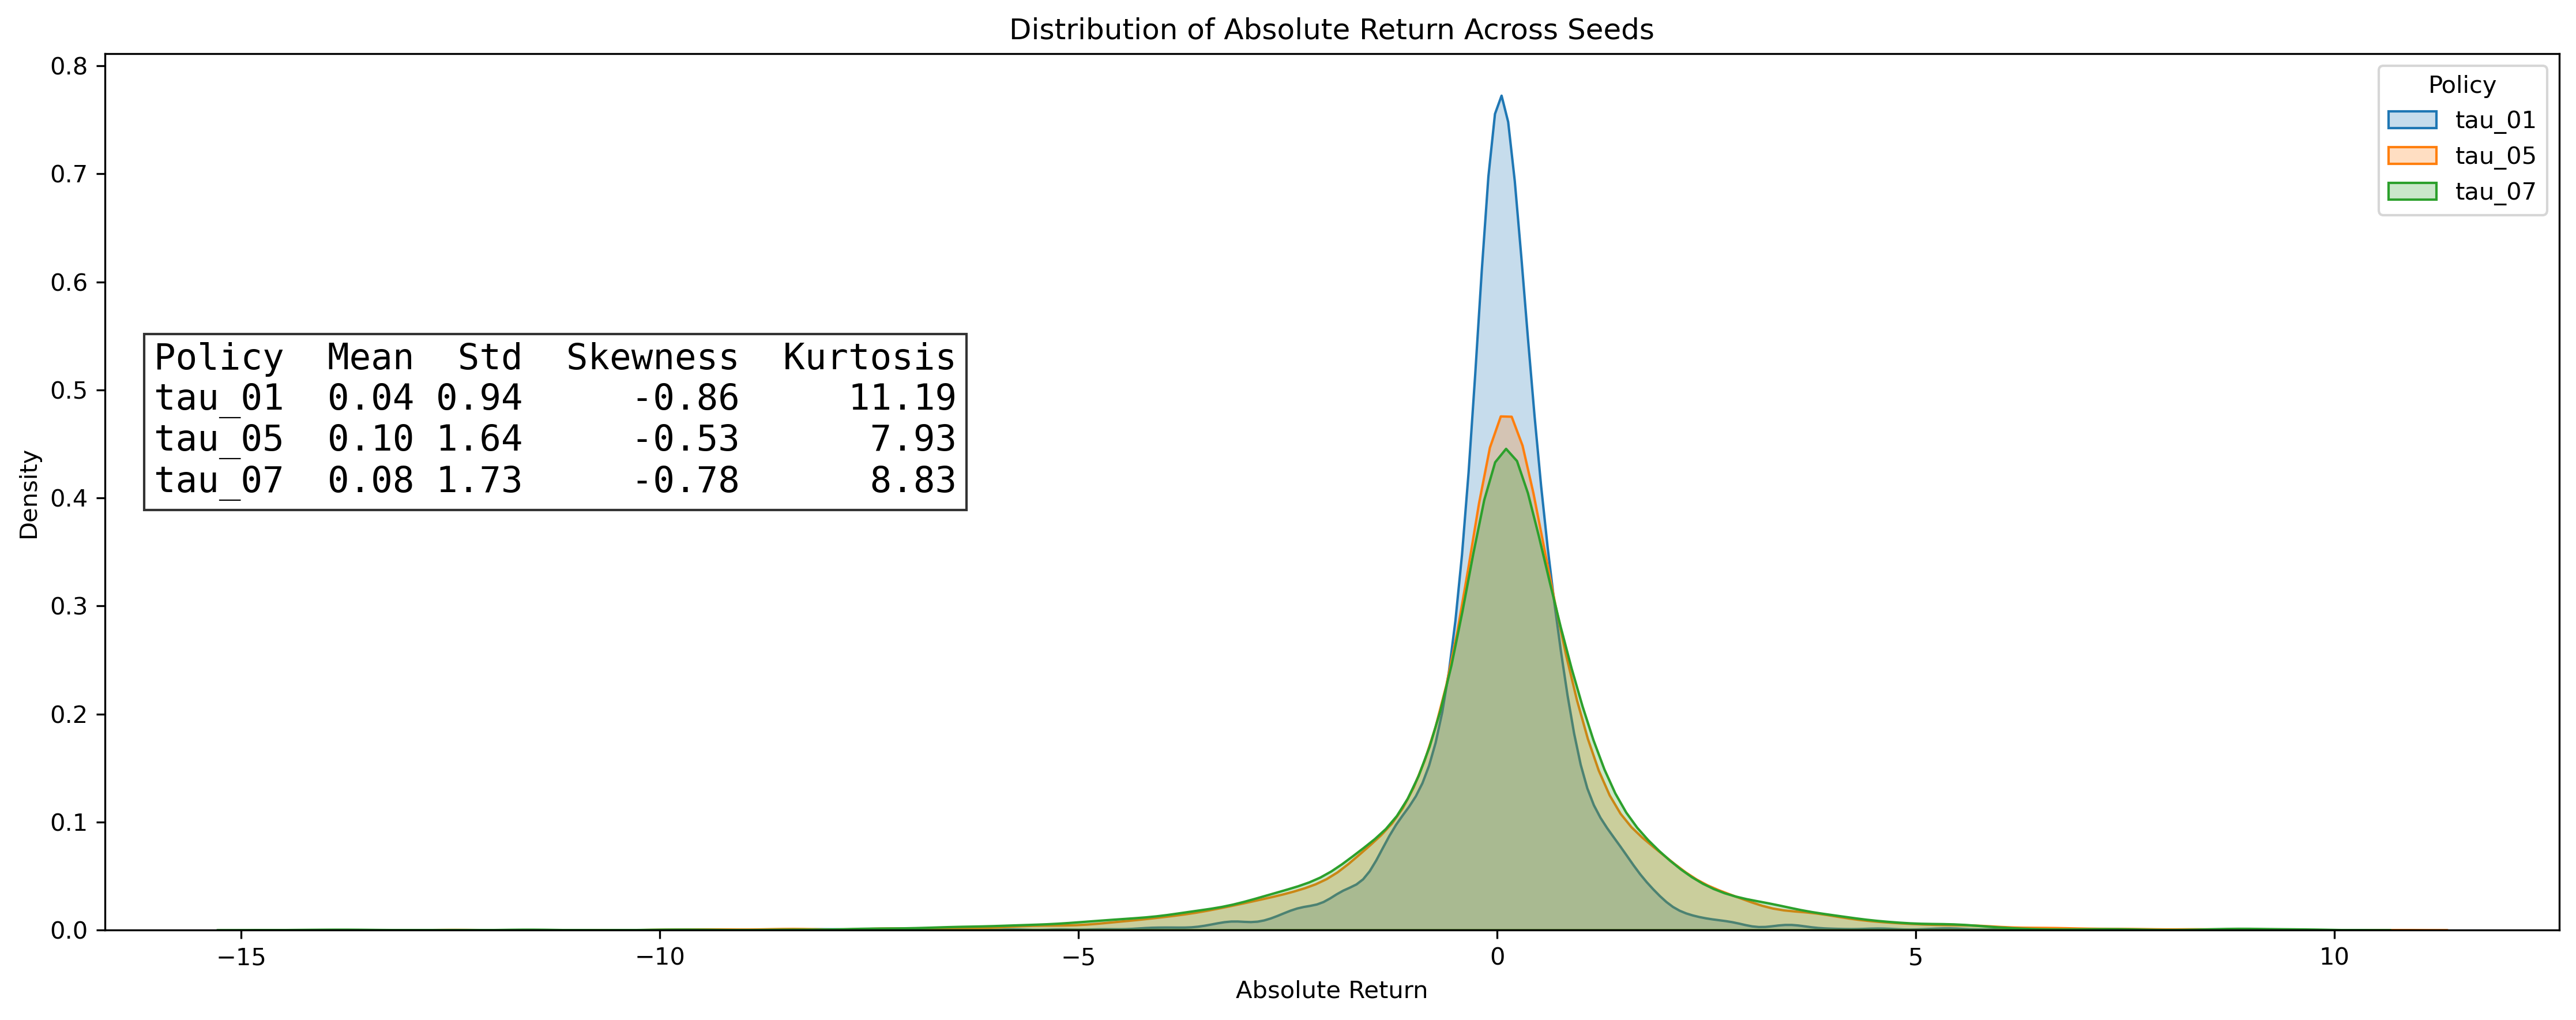 Distribution of Absolute Return Across Seeds
0.8
0.7
0.6
0.5
0.4
0.3
0.2
0.1
0.0
Density
Policy Mean Std Skewness Kurtosis
tau_01 0.04 0.94 -0.86 11.19
tau_05 0.10 1.64 -0.53 7.93
tau_07 0.08 1.73 -0.78 8.83
Policy
tau_01
tau_05
tau_07
−15 −10 −5 0 5 10
Absolute Return